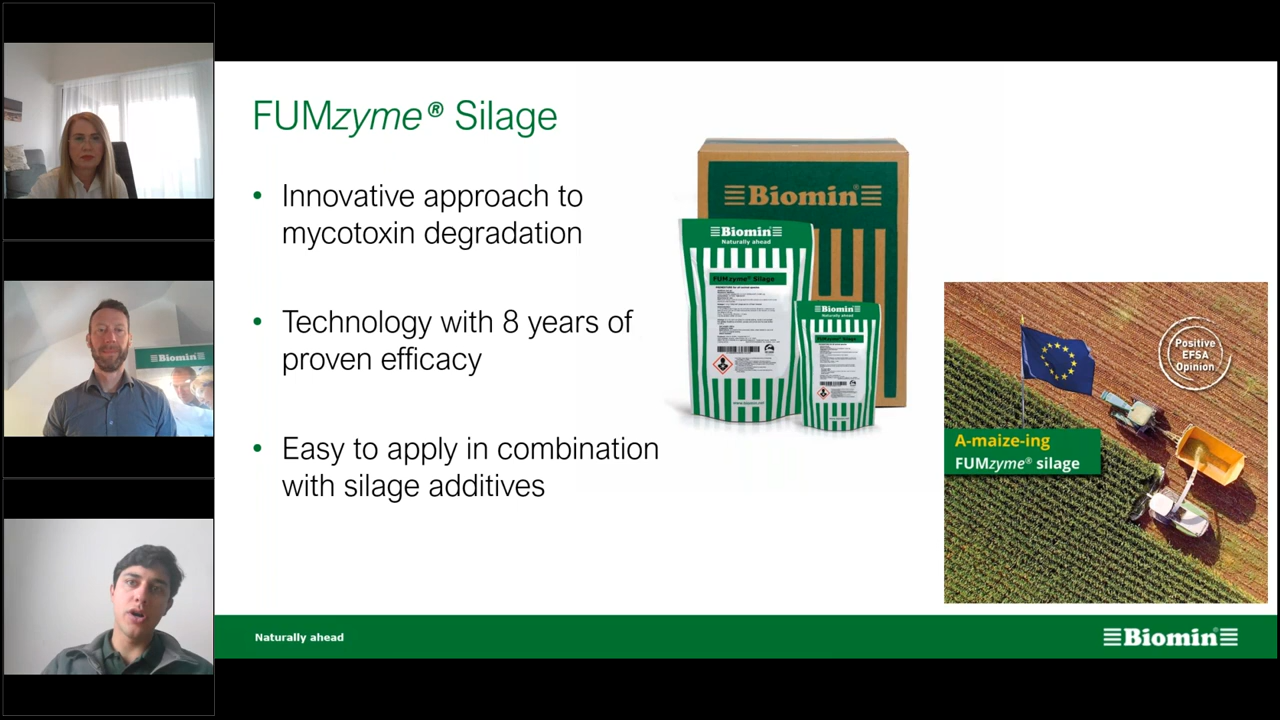 FUMzyme® Silage
• Innovative approach to
mycotoxin degradation
• Technology with 8 years of
proven efficacy
• Easy to apply in combination
with silage additives
Biomin®
Biomin
Naturally ahead
FUMzyme® Silage
Biomin
Naturally ahead
FUMzyme® Silage
Positive
EFSA
Opinion
A-maize-ing
FUMzyme® silage
Biomin
Naturally ahead
Biomin®